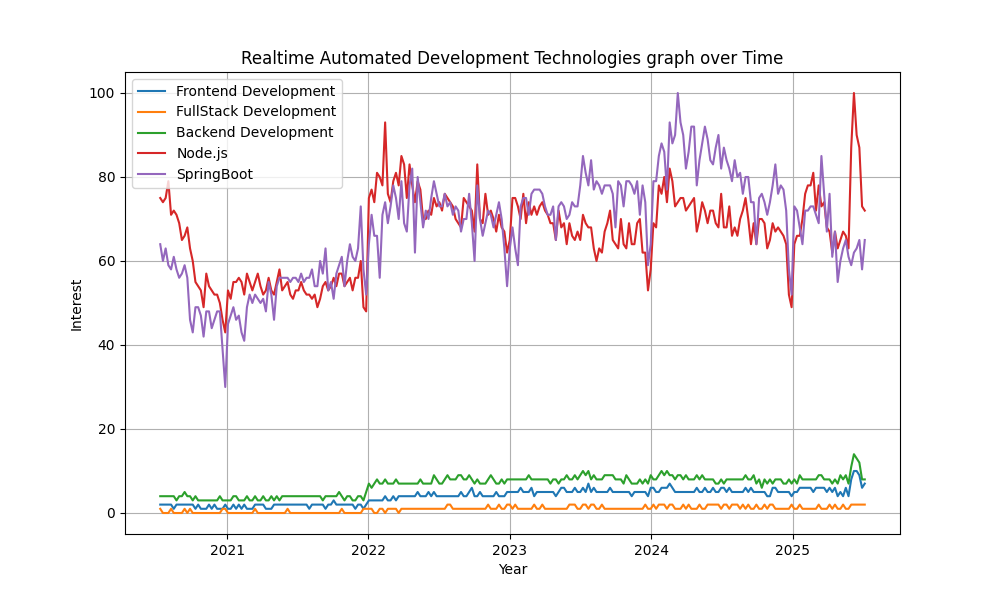 Realtime Automated Development Technologies graph over Time
Frontend Development
FullStack Development
Backend Development
Node.js
SpringBoot
100
80
60
40
20
0
Interest
2021 2022 2023 2024 2025
Year